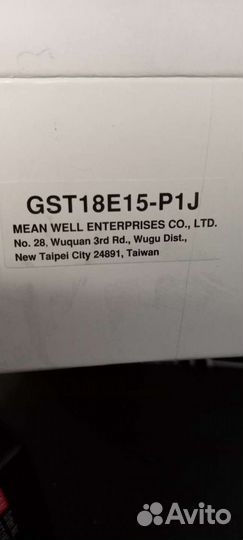 GST18E15-P1J
MEAN WELL ENTERPRISES CO., LTD.
No. 28, Wuquan 3rd Rd., Wugu Dist.,
New Taipei City 24891, Taiwan
Avito